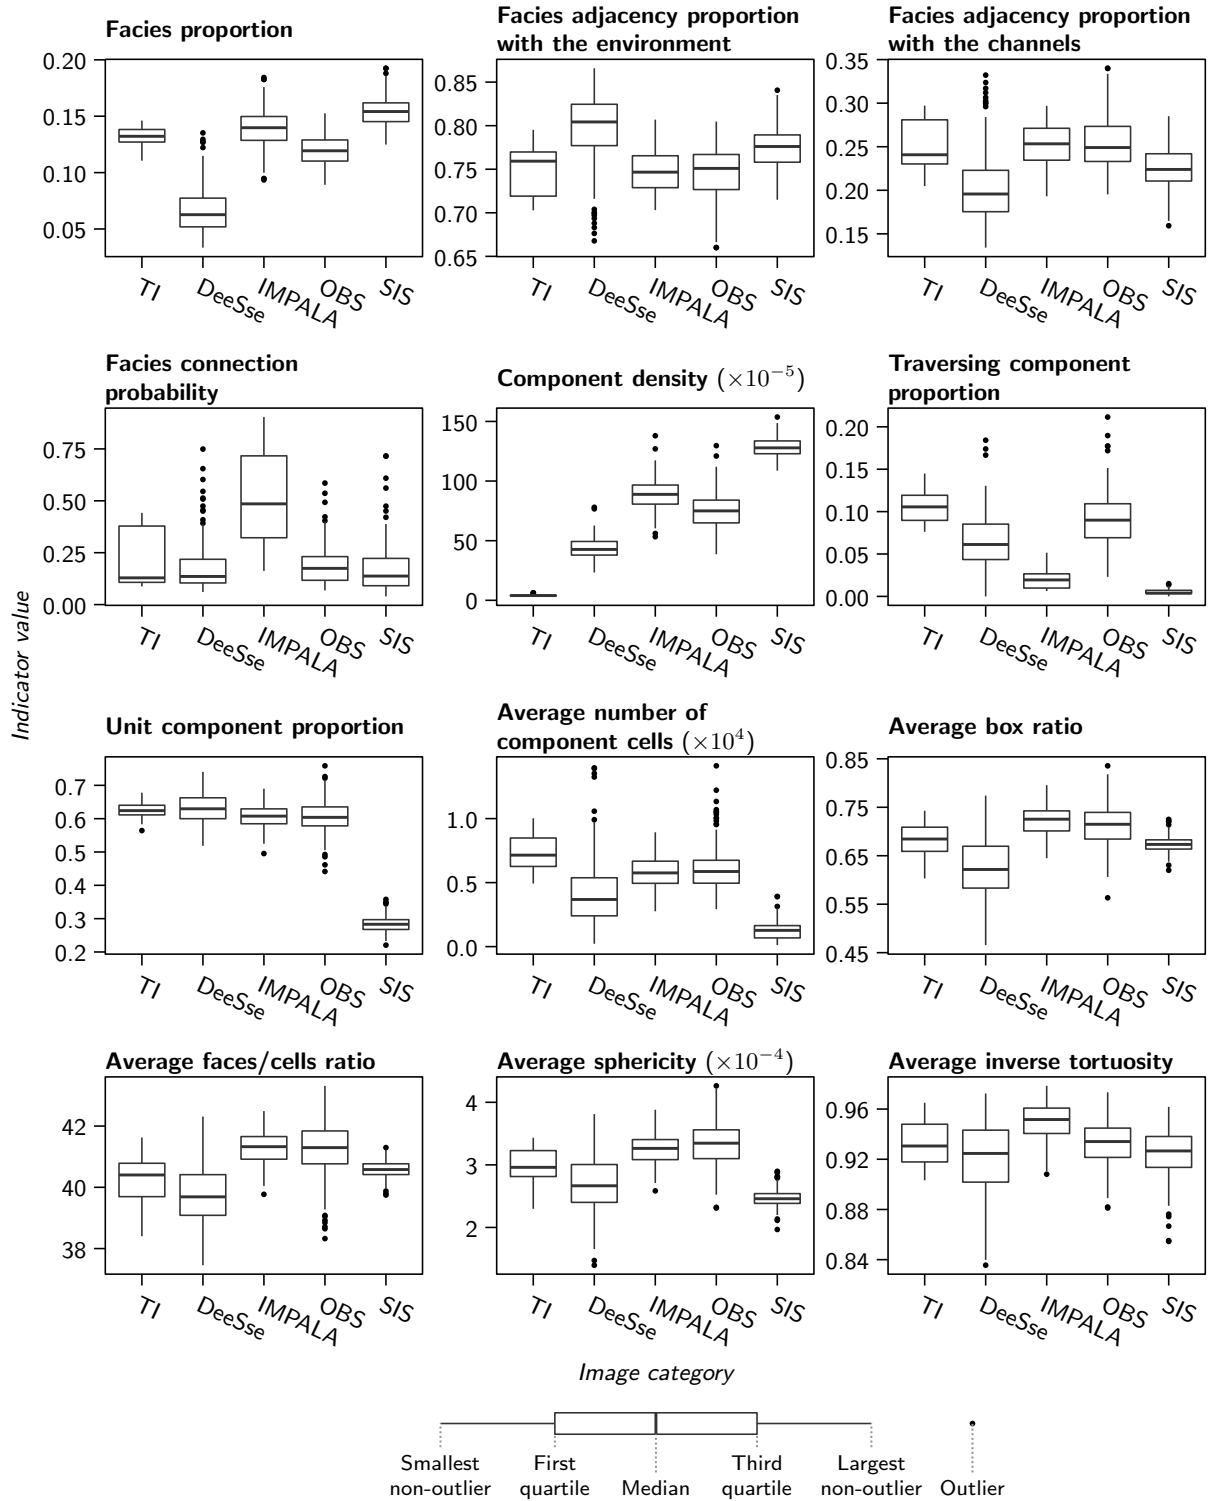 Facies proportion
0.20
0.15
0.10
0.05
TI
DeeSse
IMPALA
OBS
SIS
Facies adjacency proportion
with the environment
0.85
0.80
0.75
0.70
0.65
TI
DeeSse
IMPALA
OBS
SIS
Facies adjacency proportion
with the channels
0.35
0.30
0.25
0.20
0.15
TI
DeeSse
IMPALA
OBS
SIS
Facies connection
probability
0.75
0.50
0.25
0.00
TI
DeeSse
IMPALA
OBS
SIS
Component density (×10⁻⁵)
150
100
50
0
TI
DeeSse
IMPALA
OBS
SIS
Traversing component
proportion
0.20
0.15
0.10
0.05
0.00
TI
DeeSse
IMPALA
OBS
SIS
Indicator value
Unit component proportion
0.7
0.6
0.5
0.4
0.3
0.2
TI
DeeSse
IMPALA
OBS
SIS
Average number of
component cells (×10⁴)
1.0
0.5
0.0
TI
DeeSse
IMPALA
OBS
SIS
Average box ratio
0.85
0.75
0.65
0.55
0.45
TI
DeeSse
IMPALA
OBS
SIS
Average faces/cells ratio
42
40
38
TI
DeeSse
IMPALA
OBS
SIS
Average sphericity (×10⁻⁴)
4
3
2
TI
DeeSse
IMPALA
OBS
SIS
Average inverse tortuosity
0.96
0.92
0.88
0.84
TI
DeeSse
IMPALA
OBS
SIS
Image category
Smallest
non-outlier
First
quartile
Median
Third
quartile
Largest
non-outlier
Outlier